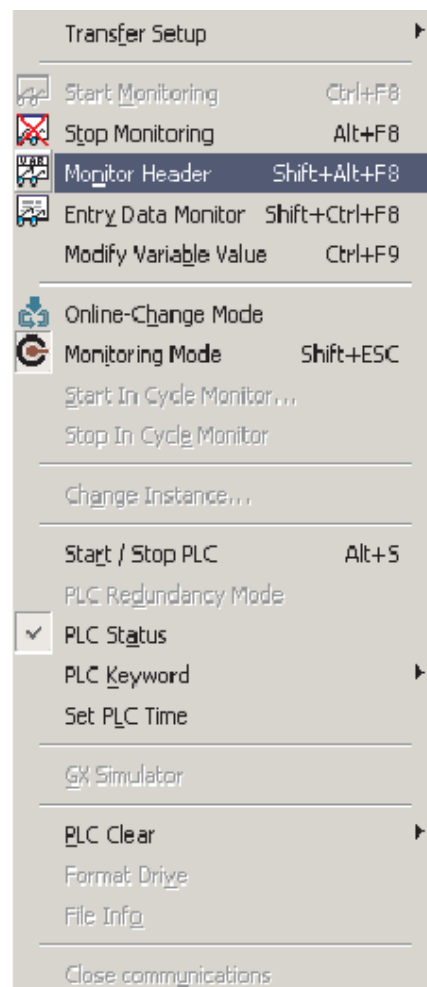 Transfer Setup
Start Monitoring Ctrl+F8
Stop Monitoring Alt+F8
Monitor Header Shift+Alt+F8
Entry Data Monitor Shift+Ctrl+F8
Modify Variable Value Ctrl+F9
Online-Change Mode
Monitoring Mode Shift+ESC
Start In Cycle Monitor...
Stop In Cycle Monitor
Change Instance...
Start / Stop PLC Alt+S
PLC Redundancy Mode
PLC Status
PLC Keyword
Set PLC Time
GX Simulator
PLC Clear
Format Drive
File Info
Close communications